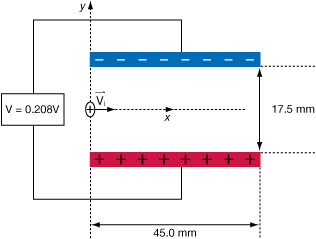 y
− − − − − − − −
V = 0.208V
+
V⃗ᵢ
x
17.5 mm
+ + + + + + + +
45.0 mm